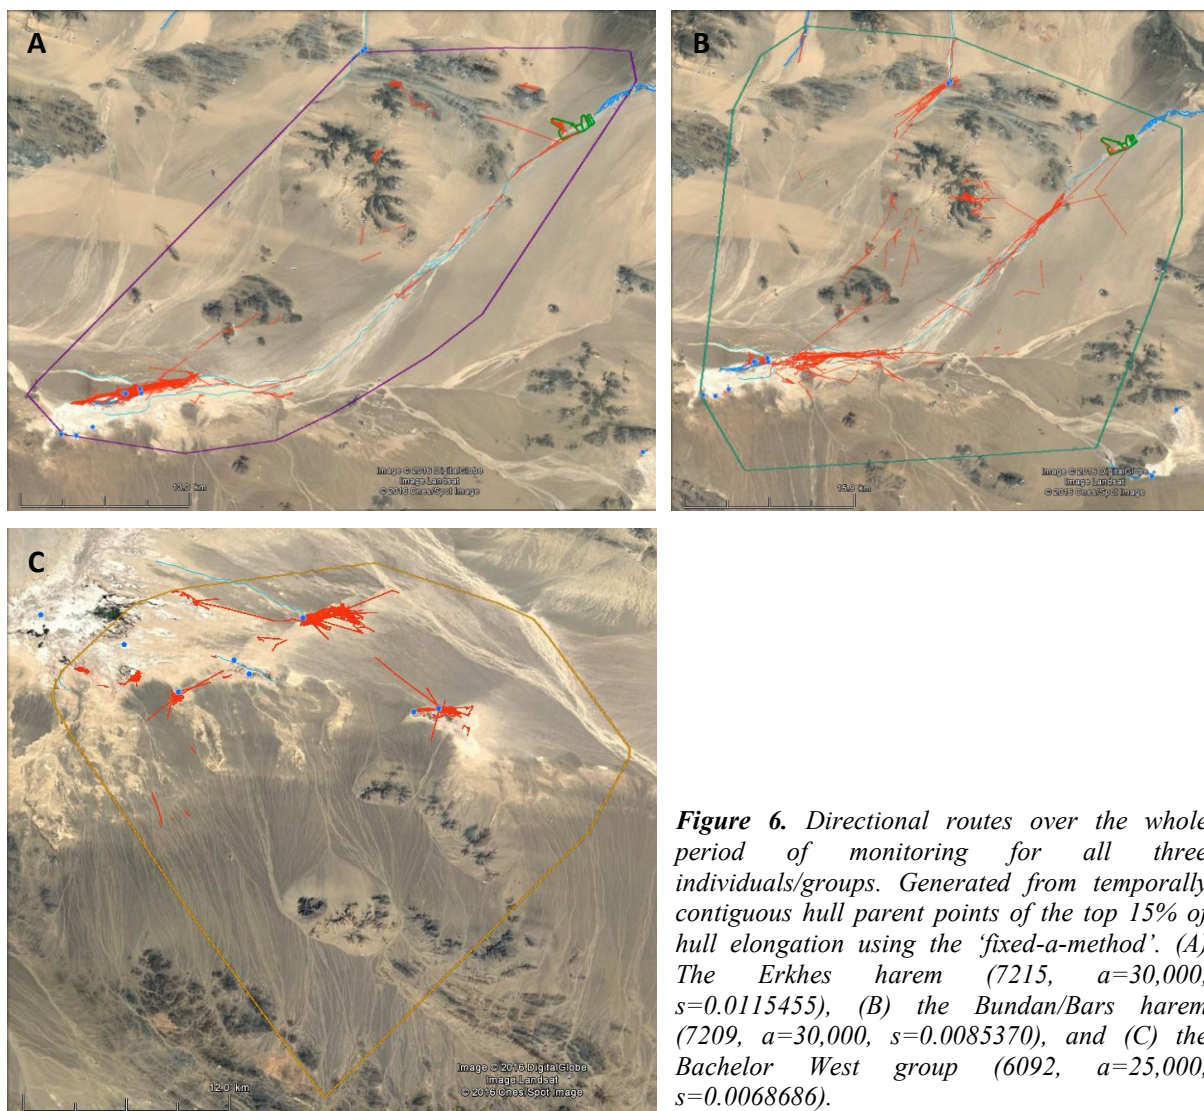 A
B
Image © 2016 DigitalGlobe
Image Landsat
© 2016 Cnes/Spot Image
13.0 km
Image © 2016 DigitalGlobe
Image Landsat
© 2016 Cnes/Spot Image
15.9 km
C
Image © 2016 DigitalGlobe
Image Landsat
© 2016 Cnes/Spot Image
12.0 km
Figure 6. Directional routes over the whole
period of monitoring for all three
individuals/groups. Generated from temporally
contiguous hull parent points of the top 15% of
hull elongation using the ‘fixed-a-method’. (A)
The Erkhes harem (7215, a=30,000,
s=0.0115455), (B) the Bundan/Bars harem
(7209, a=30,000, s=0.0085370), and (C) the
Bachelor West group (6092, a=25,000,
s=0.0068686).